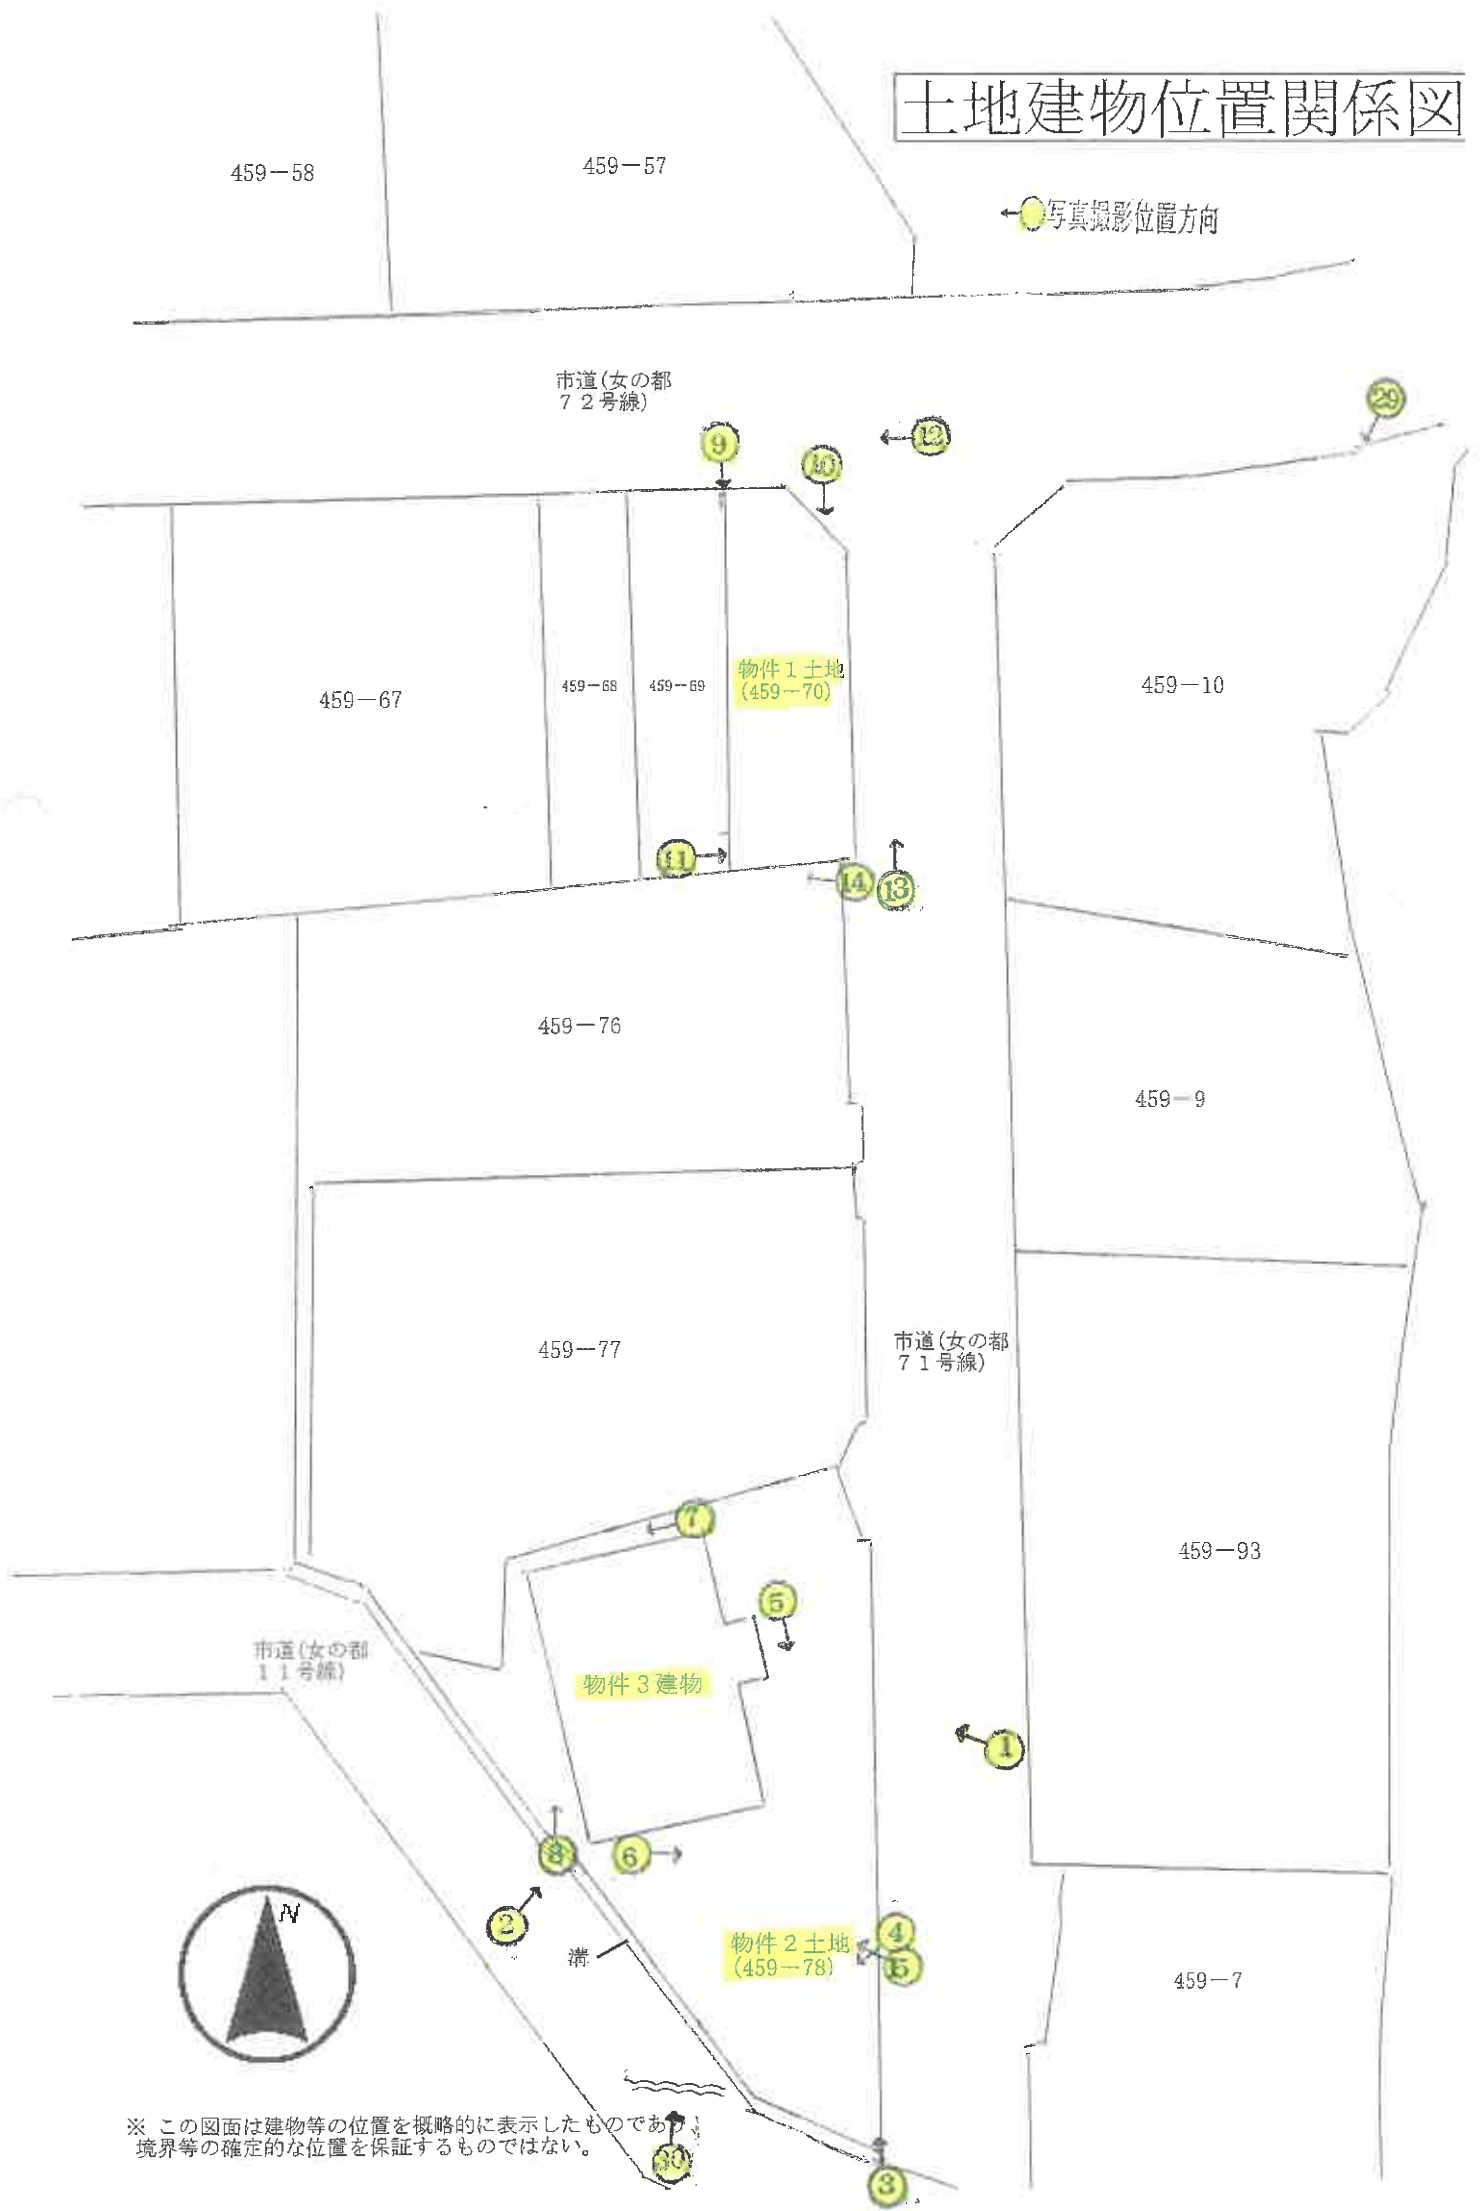 土地建物位置関係図
459-58
459-57
写真撮影位置方向
市道(女の都
72号線)
29
9
10
12
物件1土地
(459-70)
459-67
459-68
459-69
459-10
11
14
13
459-76
459-9
459-77
市道(女の都
71号線)
7
5
459-93
市道(女の都
11号線)
物件3建物
1
8
6
2
N
溝
物件2土地
(459-78)
4
15
459-7
※ この図面は建物等の位置を概略的に表示したものであり
境界等の確定的な位置を保証するものではない。
30
3